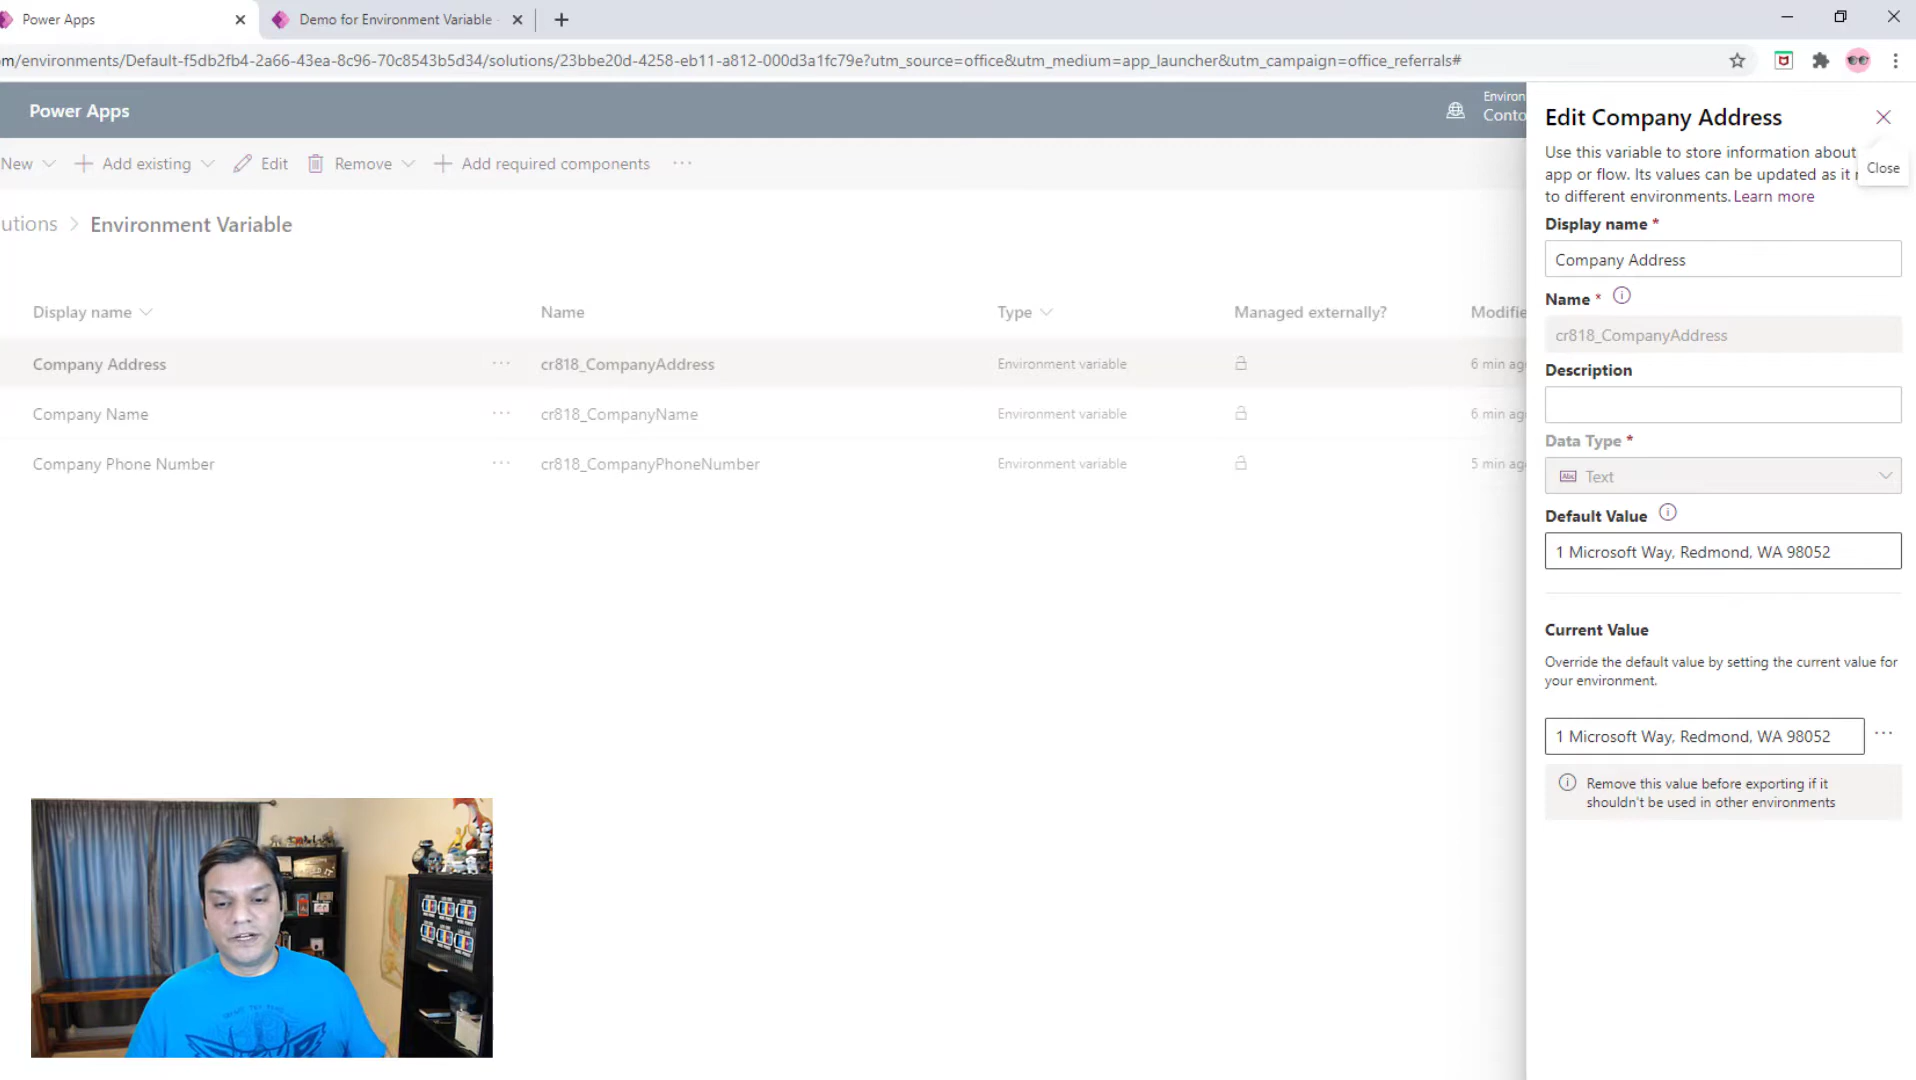 Power Apps
Demo for Environment Variable -
m/environments/Default-f5db2fb4-2a66-43ea-8c96-70c8543b5d34/solutions/23bbe20d-4258-eb11-a812-000d3a1fc79e?utm_source=office&utm_medium=app_launcher&utm_campaign=office_referrals#
Power Apps
Environ
Conto
New
Add existing
Edit
Remove
Add required components
utions > Environment Variable
Display name
Name
Type
Managed externally?
Modifie
Company Address
cr818_CompanyAddress
Environment variable
6 min ag
Company Name
cr818_CompanyName
Environment variable
6 min ag
Company Phone Number
cr818_CompanyPhoneNumber
Environment variable
5 min ag
Edit Company Address
Close
Use this variable to store information about
app or flow. Its values can be updated as it
to different environments. Learn more
Display name *
Company Address
Name *
cr818_CompanyAddress
Description
Data Type *
Abc Text
Default Value
1 Microsoft Way, Redmond, WA 98052
Current Value
Override the default value by setting the current value for
your environment.
1 Microsoft Way, Redmond, WA 98052
Remove this value before exporting if it
shouldn't be used in other environments